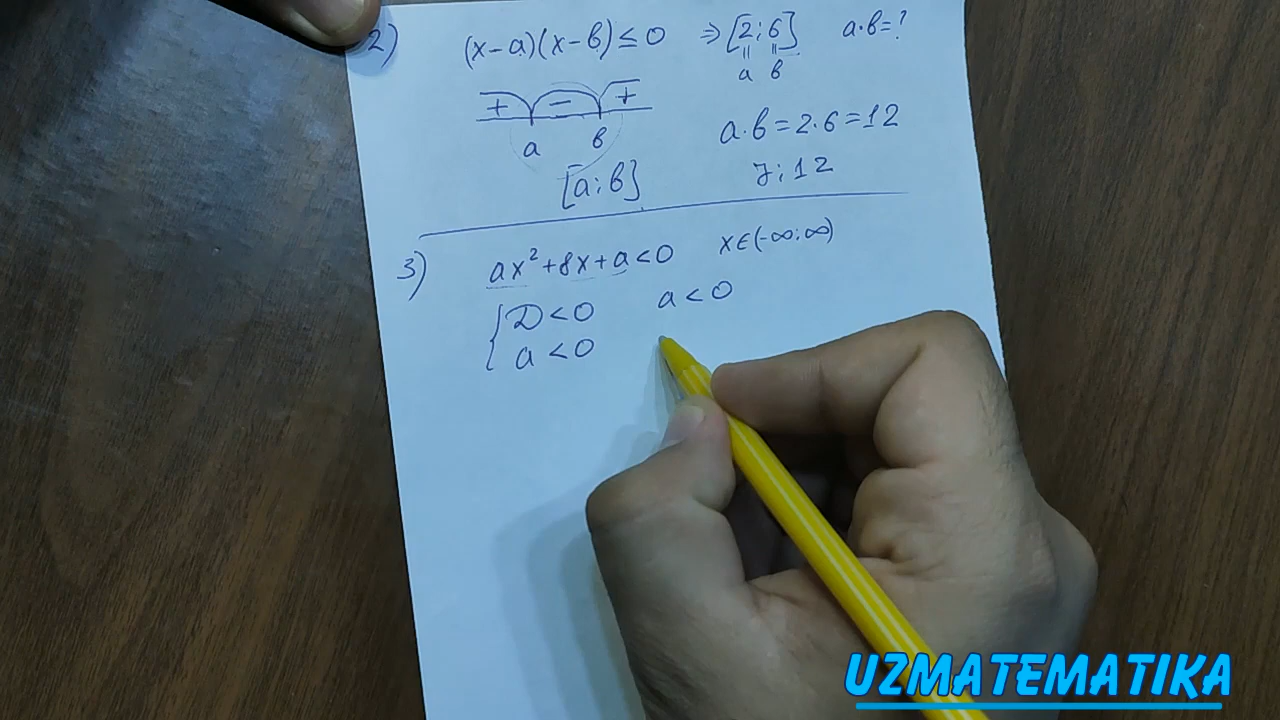 2) (x-a)(x-b)≤0 ⇒ [2;6] a·b=?
|| ||
a b
+ - +
a b
a·b=2·6=12
[a;b]
J;12
3) ax²+8x+a<0 x∈(-∞;∞)
{D<0 a<0
a<0
UZMATEMATIKA